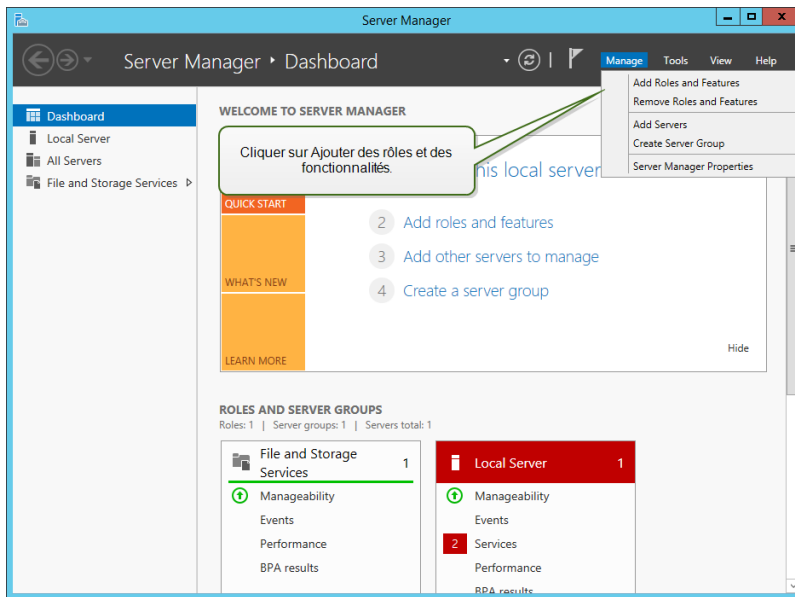 Server Manager
Server Manager ‣ Dashboard
Manage Tools View Help
Add Roles and Features
Remove Roles and Features
Add Servers
Create Server Group
Server Manager Properties
Dashboard
Local Server
All Servers
File and Storage Services
WELCOME TO SERVER MANAGER
Cliquer sur Ajouter des rôles et des
fonctionnalités.
his local server
QUICK START
2 Add roles and features
3 Add other servers to manage
WHAT'S NEW
4 Create a server group
Hide
LEARN MORE
ROLES AND SERVER GROUPS
Roles: 1 | Server groups: 1 | Servers total: 1
File and Storage
Services
1
Manageability
Events
Performance
BPA results
Local Server 1
Manageability
Events
2 Services
Performance
BPA results